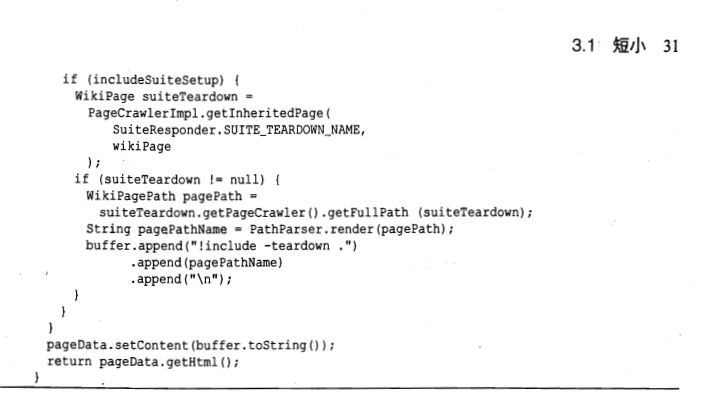 3.1 短小 31
if (includeSuiteSetup) {
WikiPage suiteTeardown =
PageCrawlerImpl.getInheritedPage(
SuiteResponder.SUITE_TEARDOWN_NAME,
wikiPage
);
if (suiteTeardown != null) {
WikiPagePath pagePath =
suiteTeardown.getPageCrawler().getFullPath (suiteTeardown);
String pagePathName = PathParser.render(pagePath);
buffer.append("!include -teardown .")
.append(pagePathName)
.append("\n");
}
}
}
pageData.setContent(buffer.toString());
return pageData.getHtml();
}